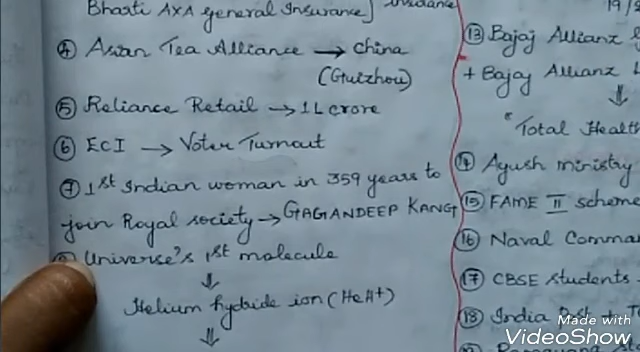 Bharti AXA General Insurance]
④ Asian Tea Alliance → China
(Guizhou)
⑤ Reliance Retail → 1L crore
⑥ ECI → Voter Turnout
⑦ 1st Indian woman in 359 years to
join Royal society → GAGANDEEP KANG
Universe's 1st molecule
↓
Helium hydride ion (HeH+)
⇓
19/
⑬ Bajaj Allianz
+ Bajaj Allianz
⇓
"Total Health
⑭ Ayush ministry
⑮ FAME II scheme
⑯ Naval Comma
⑰ CBSE students
⑱ India Post +
Made with
VideoShow